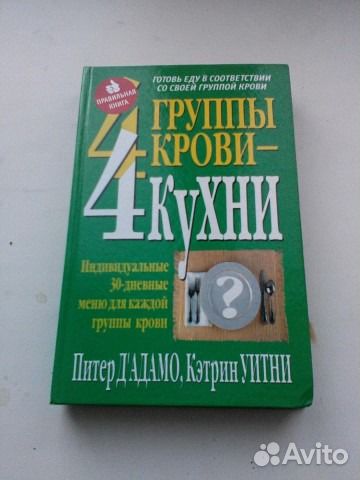 ПРАВИЛЬНАЯ
КНИГА
ГОТОВЬ ЕДУ В СООТВЕТСТВИИ
СО СВОЕЙ ГРУППОЙ КРОВИ
4 ГРУППЫ
КРОВИ–
4 КУХНИ
Индивидуальные
30-дневные
меню для каждой
группы крови
?
Питер Д'АДАМО, Кэтрин УИТНИ
Avito